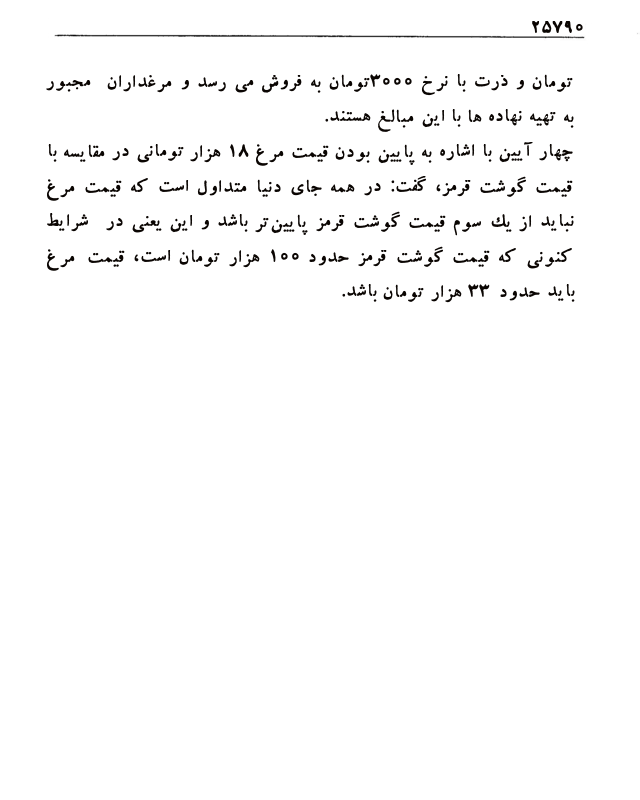 ۲۵۷۹۰
تومان و ذرت با نرخ ۳۰۰۰تومان به فروش می رسد و مرغداران مجبور
به تهیه نهاده ها با این مبالغ هستند.
چهار آیین با اشاره به پایین بودن قیمت مرغ ۱۸ هزار تومانی در مقایسه با
قیمت گوشت قرمز، گفت: در همه جای دنیا متداول است که قیمت مرغ
نباید از یك سوم قیمت گوشت قرمز پایین‌تر باشد و این یعنی در شرایط
کنونی که قیمت گوشت قرمز حدود ۱۰۰ هزار تومان است، قیمت مرغ
باید حدود ۳۳ هزار تومان باشد.